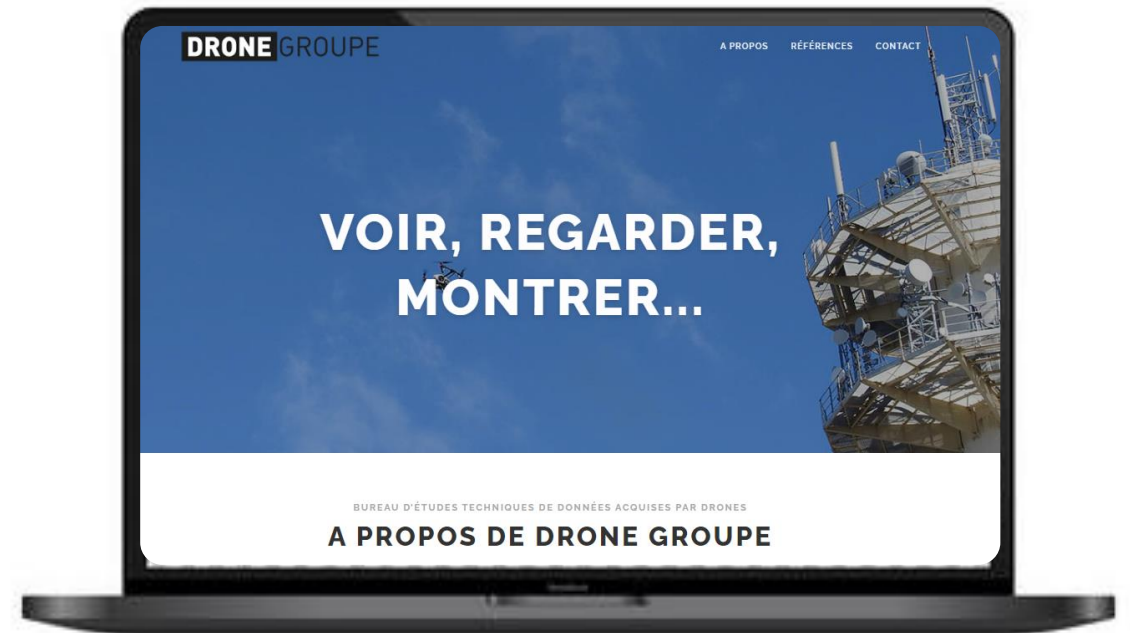 DRONE GROUPE
A PROPOS RÉFÉRENCES CONTACT
VOIR, REGARDER,
MONTRER...
BUREAU D'ÉTUDES TECHNIQUES DE DONNÉES ACQUISES PAR DRONES
A PROPOS DE DRONE GROUPE